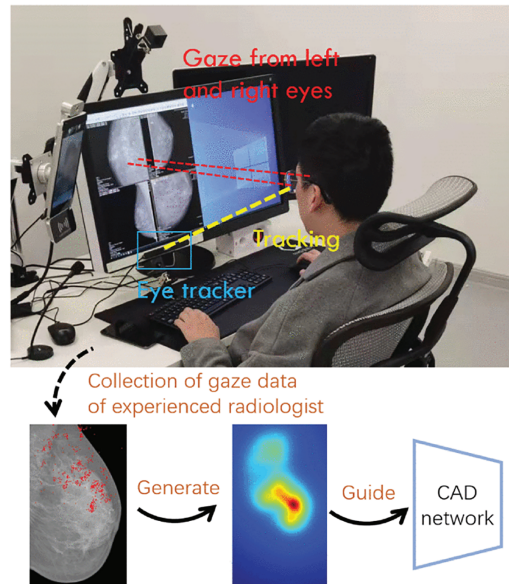 Gaze from left
and right eyes
Tracking
Eye tracker
Collection of gaze data
of experienced radiologist
Generate
Guide
CAD
network